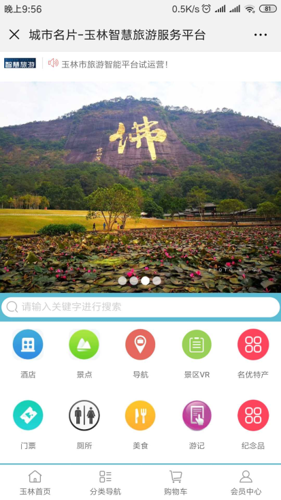 晚上9:56
0.5K/s
城市名片-玉林智慧旅游服务平台
智慧旅游
玉林市旅游智能平台试运营!
佛
请输入关键字进行搜索
酒店
景点
导航
景区VR
名优特产
门票
厕所
美食
游记
纪念品
玉林首页
分类导航
购物车
会员中心